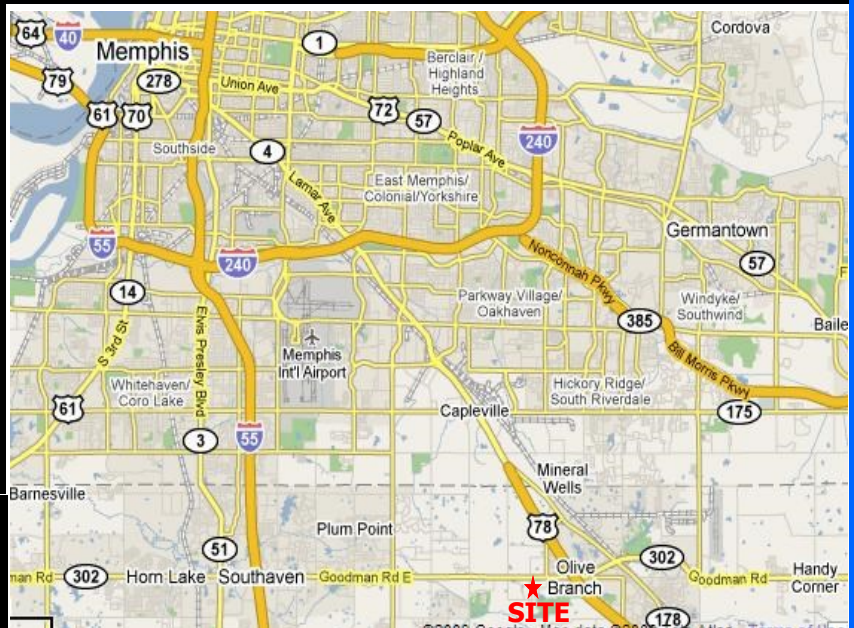 64
40
1
Cordova
Memphis
Berclair /
Highland
Heights
79
278
Union Ave
72
57
61
70
Poplar Ave
240
Southside
4
Lamar Ave
East Memphis/
Colonial/Yorkshire
Germantown
55
240
Nonconnah Pkwy
57
14
Parkway Village/
Oakhaven
Windyke/
Southwind
Elvis Presley Blvd
385
S 3rd St
Memphis
Int'l Airport
Bill Morris Pkwy
Whitehaven/
Coro Lake
Hickory Ridge/
South Riverdale
61
Capleville
175
3
55
Mineral
Wells
Barnesville
78
Plum Point
51
302
302
Horn Lake
Southaven
Goodman Rd E
Olive
Branch
Goodman Rd
Handy
Corner
SITE
178